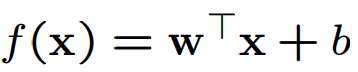 f(𝐱) = 𝐰⊤𝐱 + b